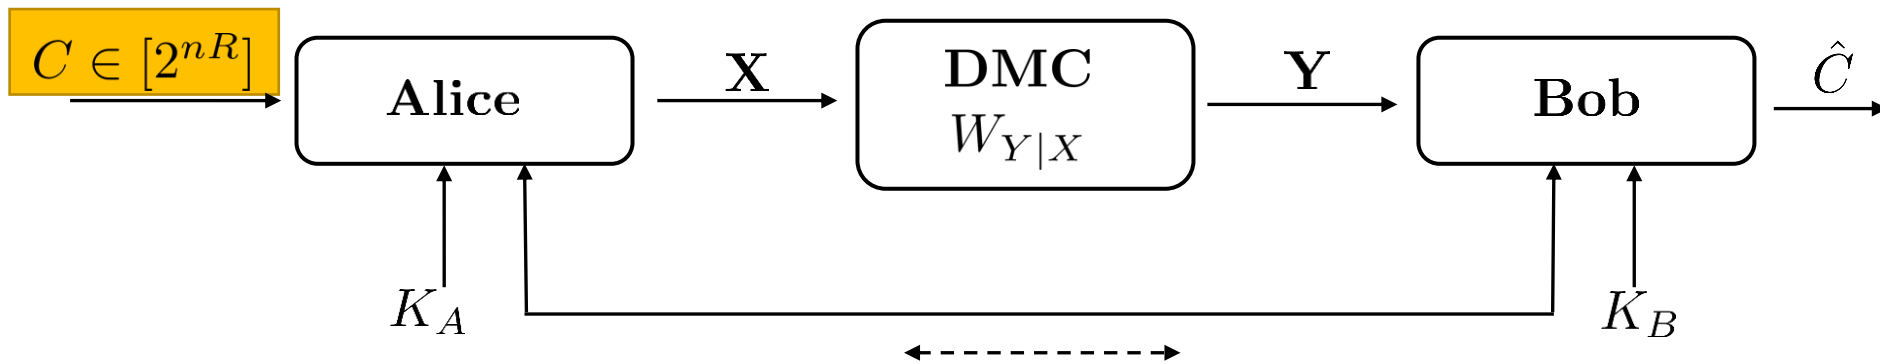 C ∈ [2^{nR}]
Alice
X
DMC
W_{Y|X}
Y
Bob
Ĉ
K_A
K_B